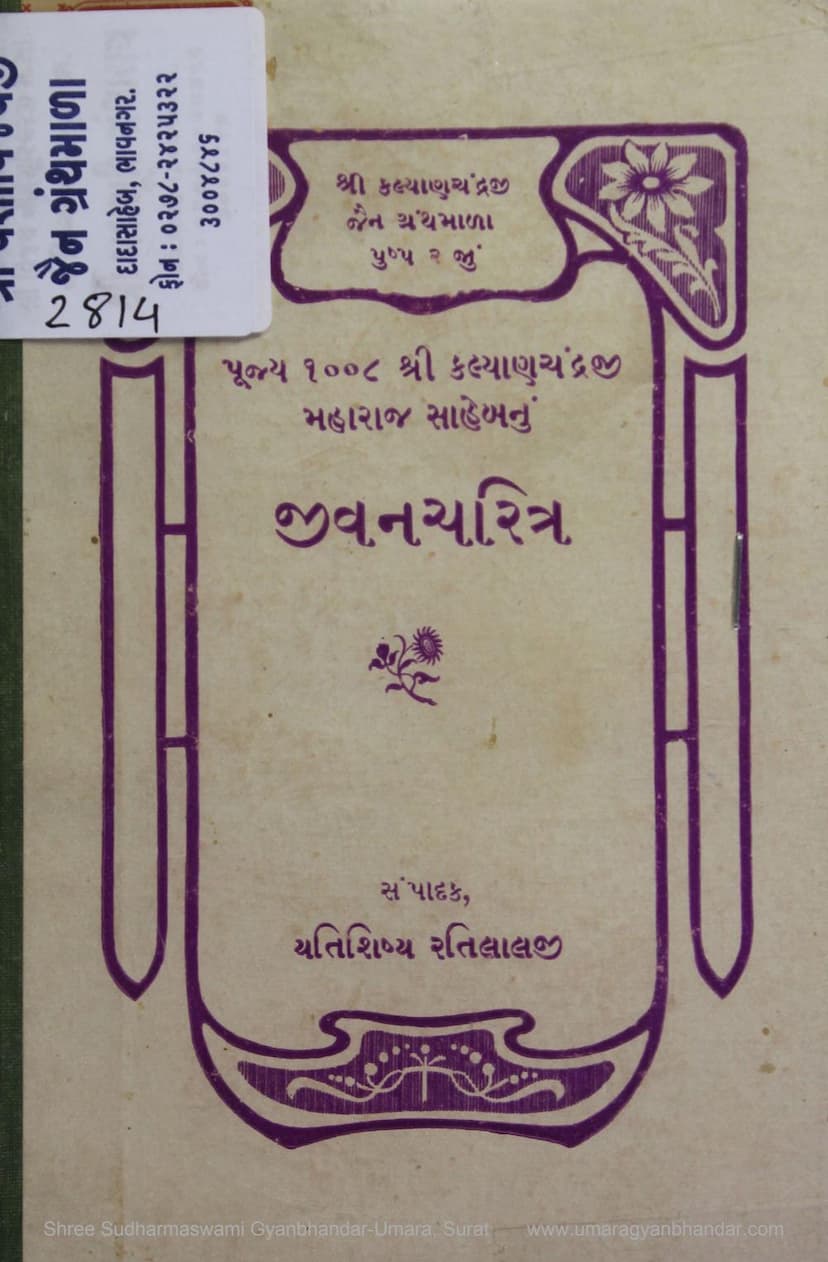 જૈન ગ્રંથમાળા
દાદાસાહેબ, ભાવનગર.
ફોન : ૦૨૭૮-૨૪૨૫૩૨૨
૩૦૦૪૮૪૬
2814
શ્રી કલ્યાણચંદ્રજી
જૈન ગ્રંથમાળા
પુષ્પ ૨ જું
પૂજ્ય ૧૦૦૮ શ્રી કલ્યાણચંદ્રજી
મહારાજ સાહેબનું
જીવનચરિત્ર
સંપાદક,
યતિશિષ્ય રતિલાલજી
Shree Sudharmaswami Gyanbhandar-Umara, Surat www.umaragyanbhandar.com